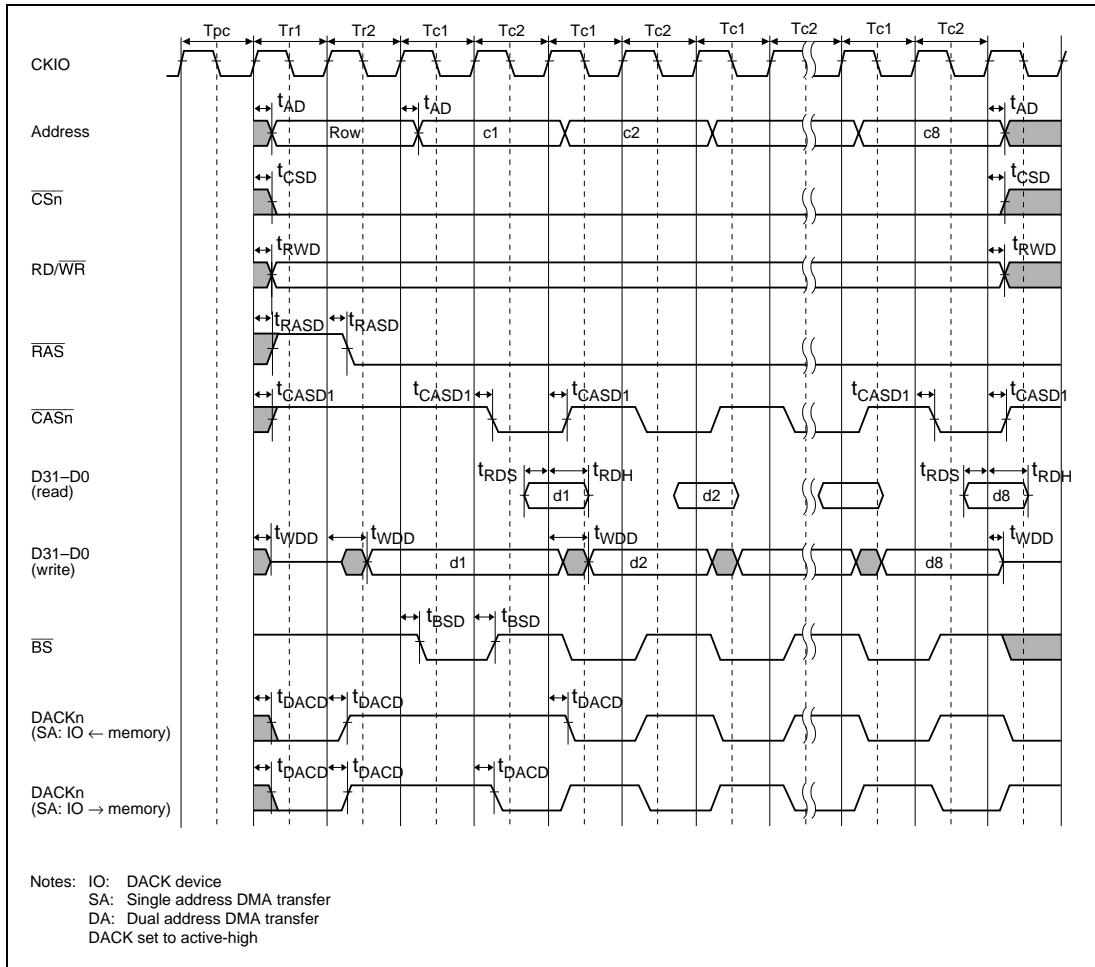 Tpc Tr1 Tr2 Tc1 Tc2 Tc1 Tc2 Tc1 Tc2 Tc1 Tc2
CKIO
tAD tAD tAD
Address Row c1 c2 c8
tCSD tCSD
CSn
tRWD tRWD
RD/WR
tRASD tRASD
RAS
tCASD1 tCASD1 tCASD1 tCASD1 tCASD1
CASn
D31–D0
(read)
tRDS tRDH tRDS tRDH
d1 d2 d8
tWDD tWDD tWDD tWDD
D31–D0
(write)
d1 d2 d8
tBSD tBSD
BS
tDACD tDACD tDACD
DACKn
(SA: IO ← memory)
tDACD tDACD tDACD
DACKn
(SA: IO → memory)
Notes: IO: DACK device
SA: Single address DMA transfer
DA: Dual address DMA transfer
DACK set to active-high